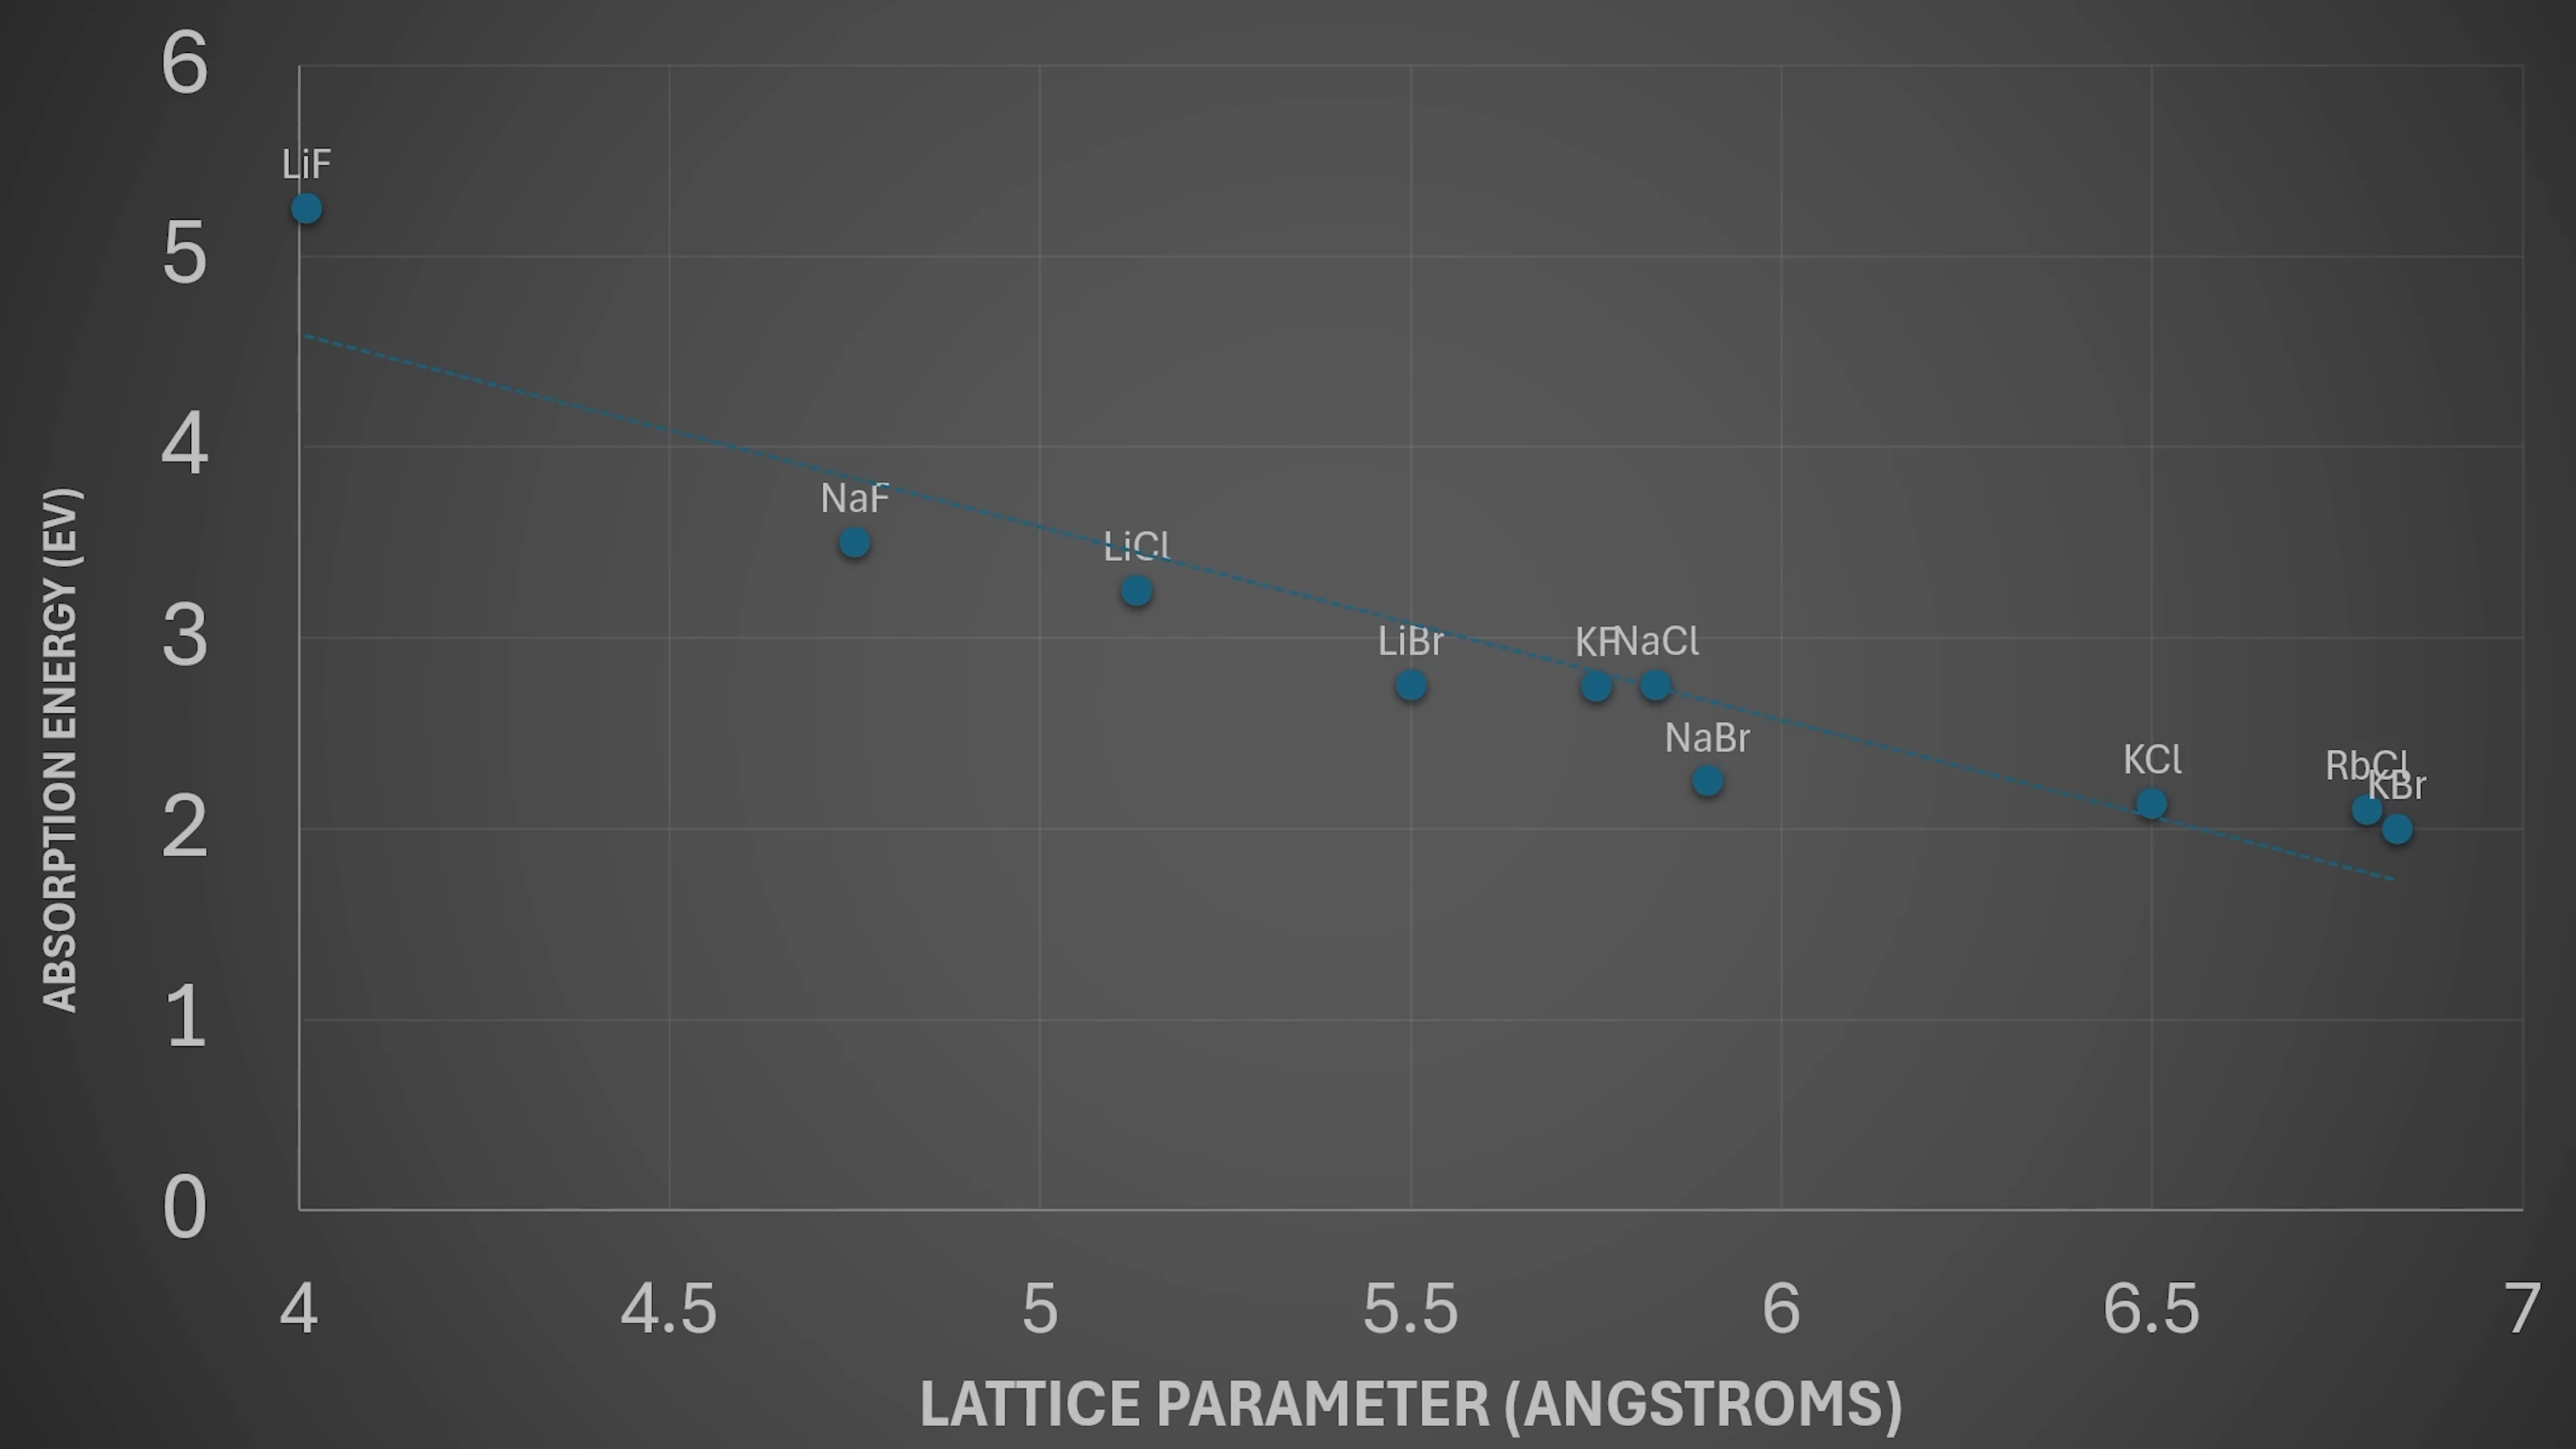 6
5
4
3
2
1
0
ABSORPTION ENERGY (EV)
LiF
NaF
LiCl
LiBr
KF
NaCl
NaBr
KCl
RbCl
KBr
4 4.5 5 5.5 6 6.5 7
LATTICE PARAMETER (ANGSTROMS)